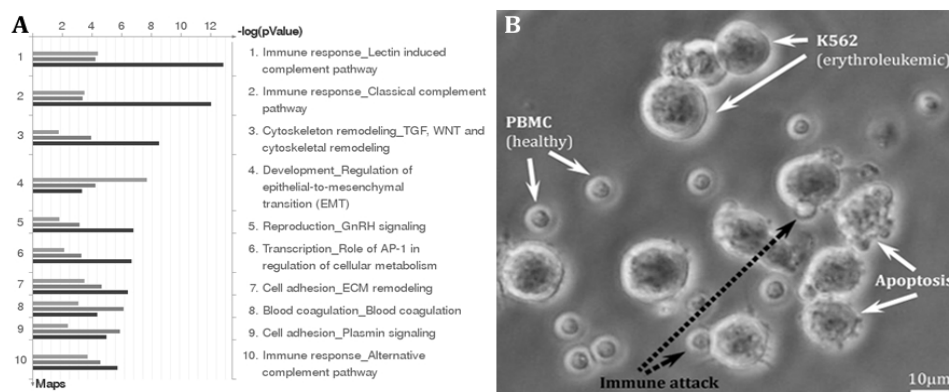 A
-log(pValue)
2 4 6 8 10 12
1 1. Immune response_Lectin induced
complement pathway
2 2. Immune response_Classical complement
pathway
3 3. Cytoskeleton remodeling_TGF, WNT and
cytoskeletal remodeling
4 4. Development_Regulation of
epithelial-to-mesenchymal
transition (EMT)
5 5. Reproduction_GnRH signaling
6 6. Transcription_Role of AP-1 in
regulation of cellular metabolism
7 7. Cell adhesion_ECM remodeling
8 8. Blood coagulation_Blood coagulation
9 9. Cell adhesion_Plasmin signaling
10 10. Immune response_Alternative
complement pathway
Maps
B
K562
(erythroleukemic)
PBMC
(healthy)
Apoptosis
Immune attack
10µm